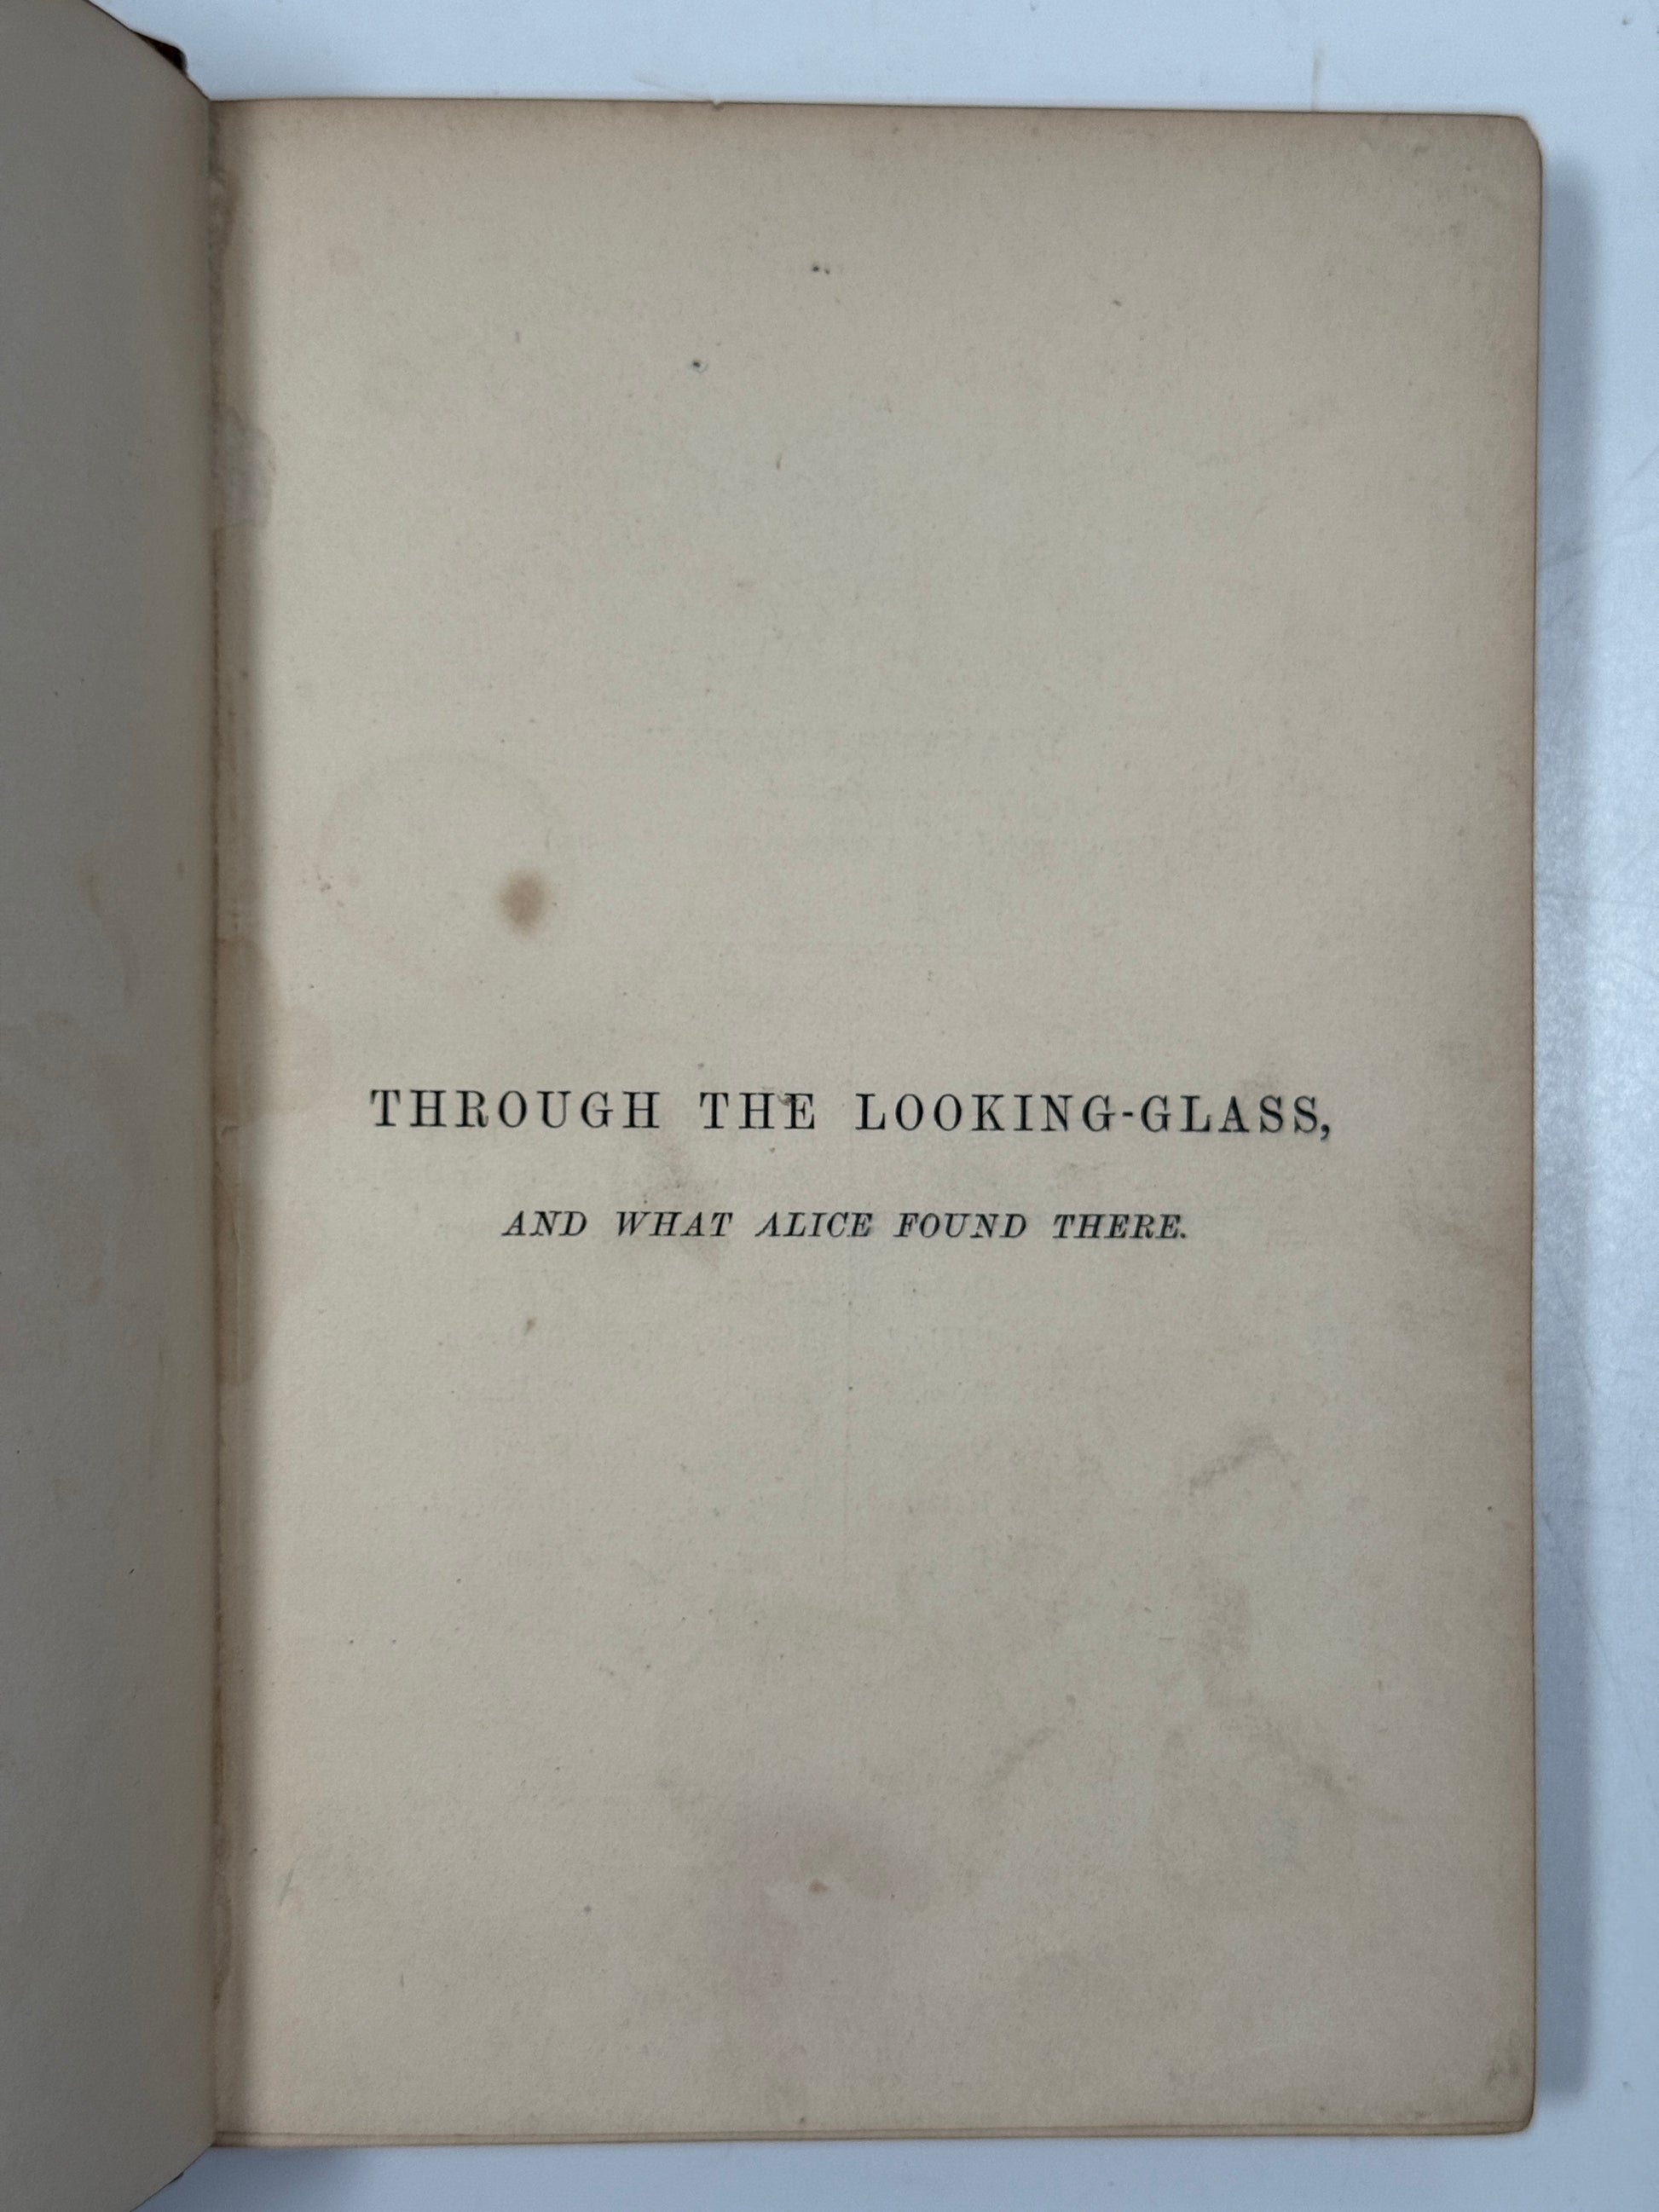 THROUGH THE LOOKING-GLASS,
AND WHAT ALICE FOUND THERE.